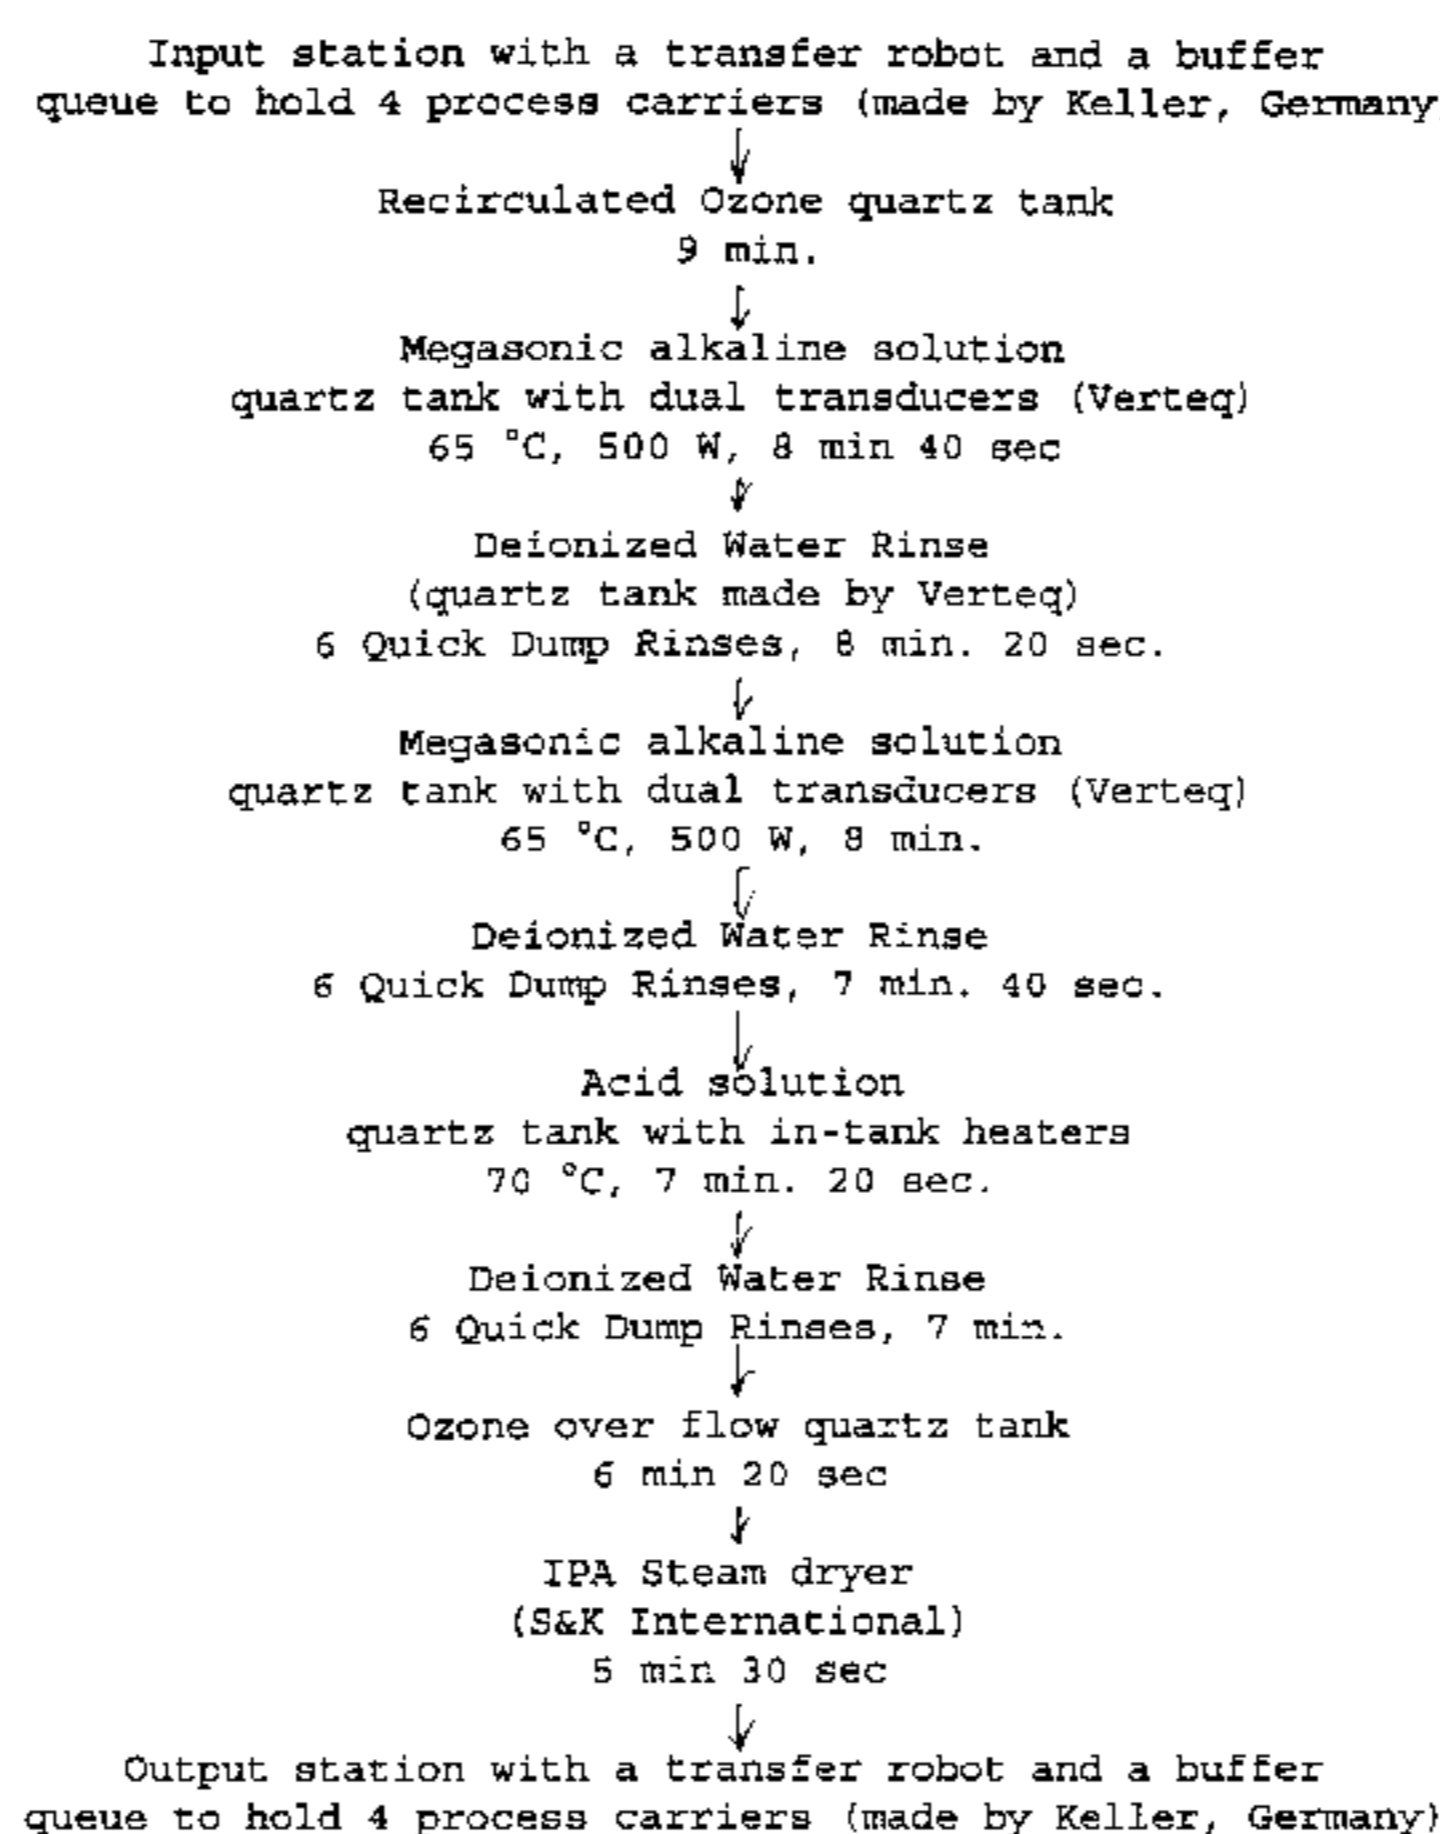 Input station with a transfer robot and a buffer
queue to hold 4 process carriers (made by Keller, Germany
Recirculated Ozone quartz tank
9 min.
Megasonic alkaline solution
quartz tank with dual transducers (Verteq)
65 °C, 500 W, 8 min 40 sec
Deionized Water Rinse
(quartz tank made by Verteq)
6 Quick Dump Rinses, 8 min. 20 sec.
Megasonic alkaline solution
quartz tank with dual transducers (Verteq)
65 °C, 500 W, 8 min.
Deionized Water Rinse
6 Quick Dump Rinses, 7 min. 40 sec.
Acid solution
quartz tank with in-tank heaters
70 °C, 7 min. 20 sec.
Deionized Water Rinse
6 Quick Dump Rinses, 7 min.
Ozone over flow quartz tank
6 min 20 sec
IPA Steam dryer
(S&K International)
5 min 30 sec
Output station with a transfer robot and a buffer
queue to hold 4 process carriers (made by Keller, Germany)